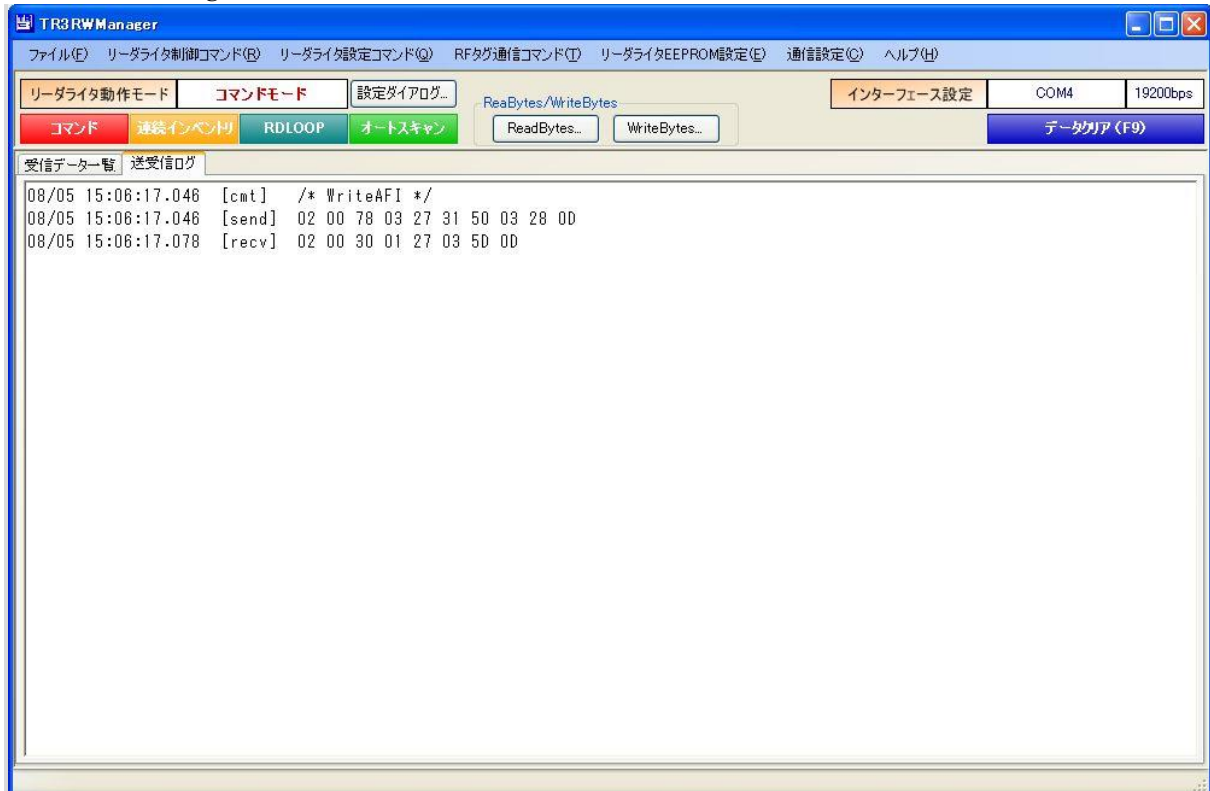 TR3RWManager
ファイル(F) リーダライタ制御コマンド(R) リーダライタ設定コマンド(Q) RFタグ通信コマンド(T) リーダライタEEPROM設定(E) 通信設定(C) ヘルプ(H)
リーダライタ動作モード コマンドモード 設定ダイアログ... ReaBytes/WriteBytes インターフェース設定 COM4 19200bps
コマンド 連続インベントリ RDLOOP オートスキャン ReadBytes... WriteBytes... データクリア(F9)
受信データ一覧 送受信ログ
08/05 15:06:17.046 [cmt] /* WriteAFI */
08/05 15:06:17.046 [send] 02 00 78 03 27 31 50 03 28 0D
08/05 15:06:17.078 [recv] 02 00 30 01 27 03 5D 0D